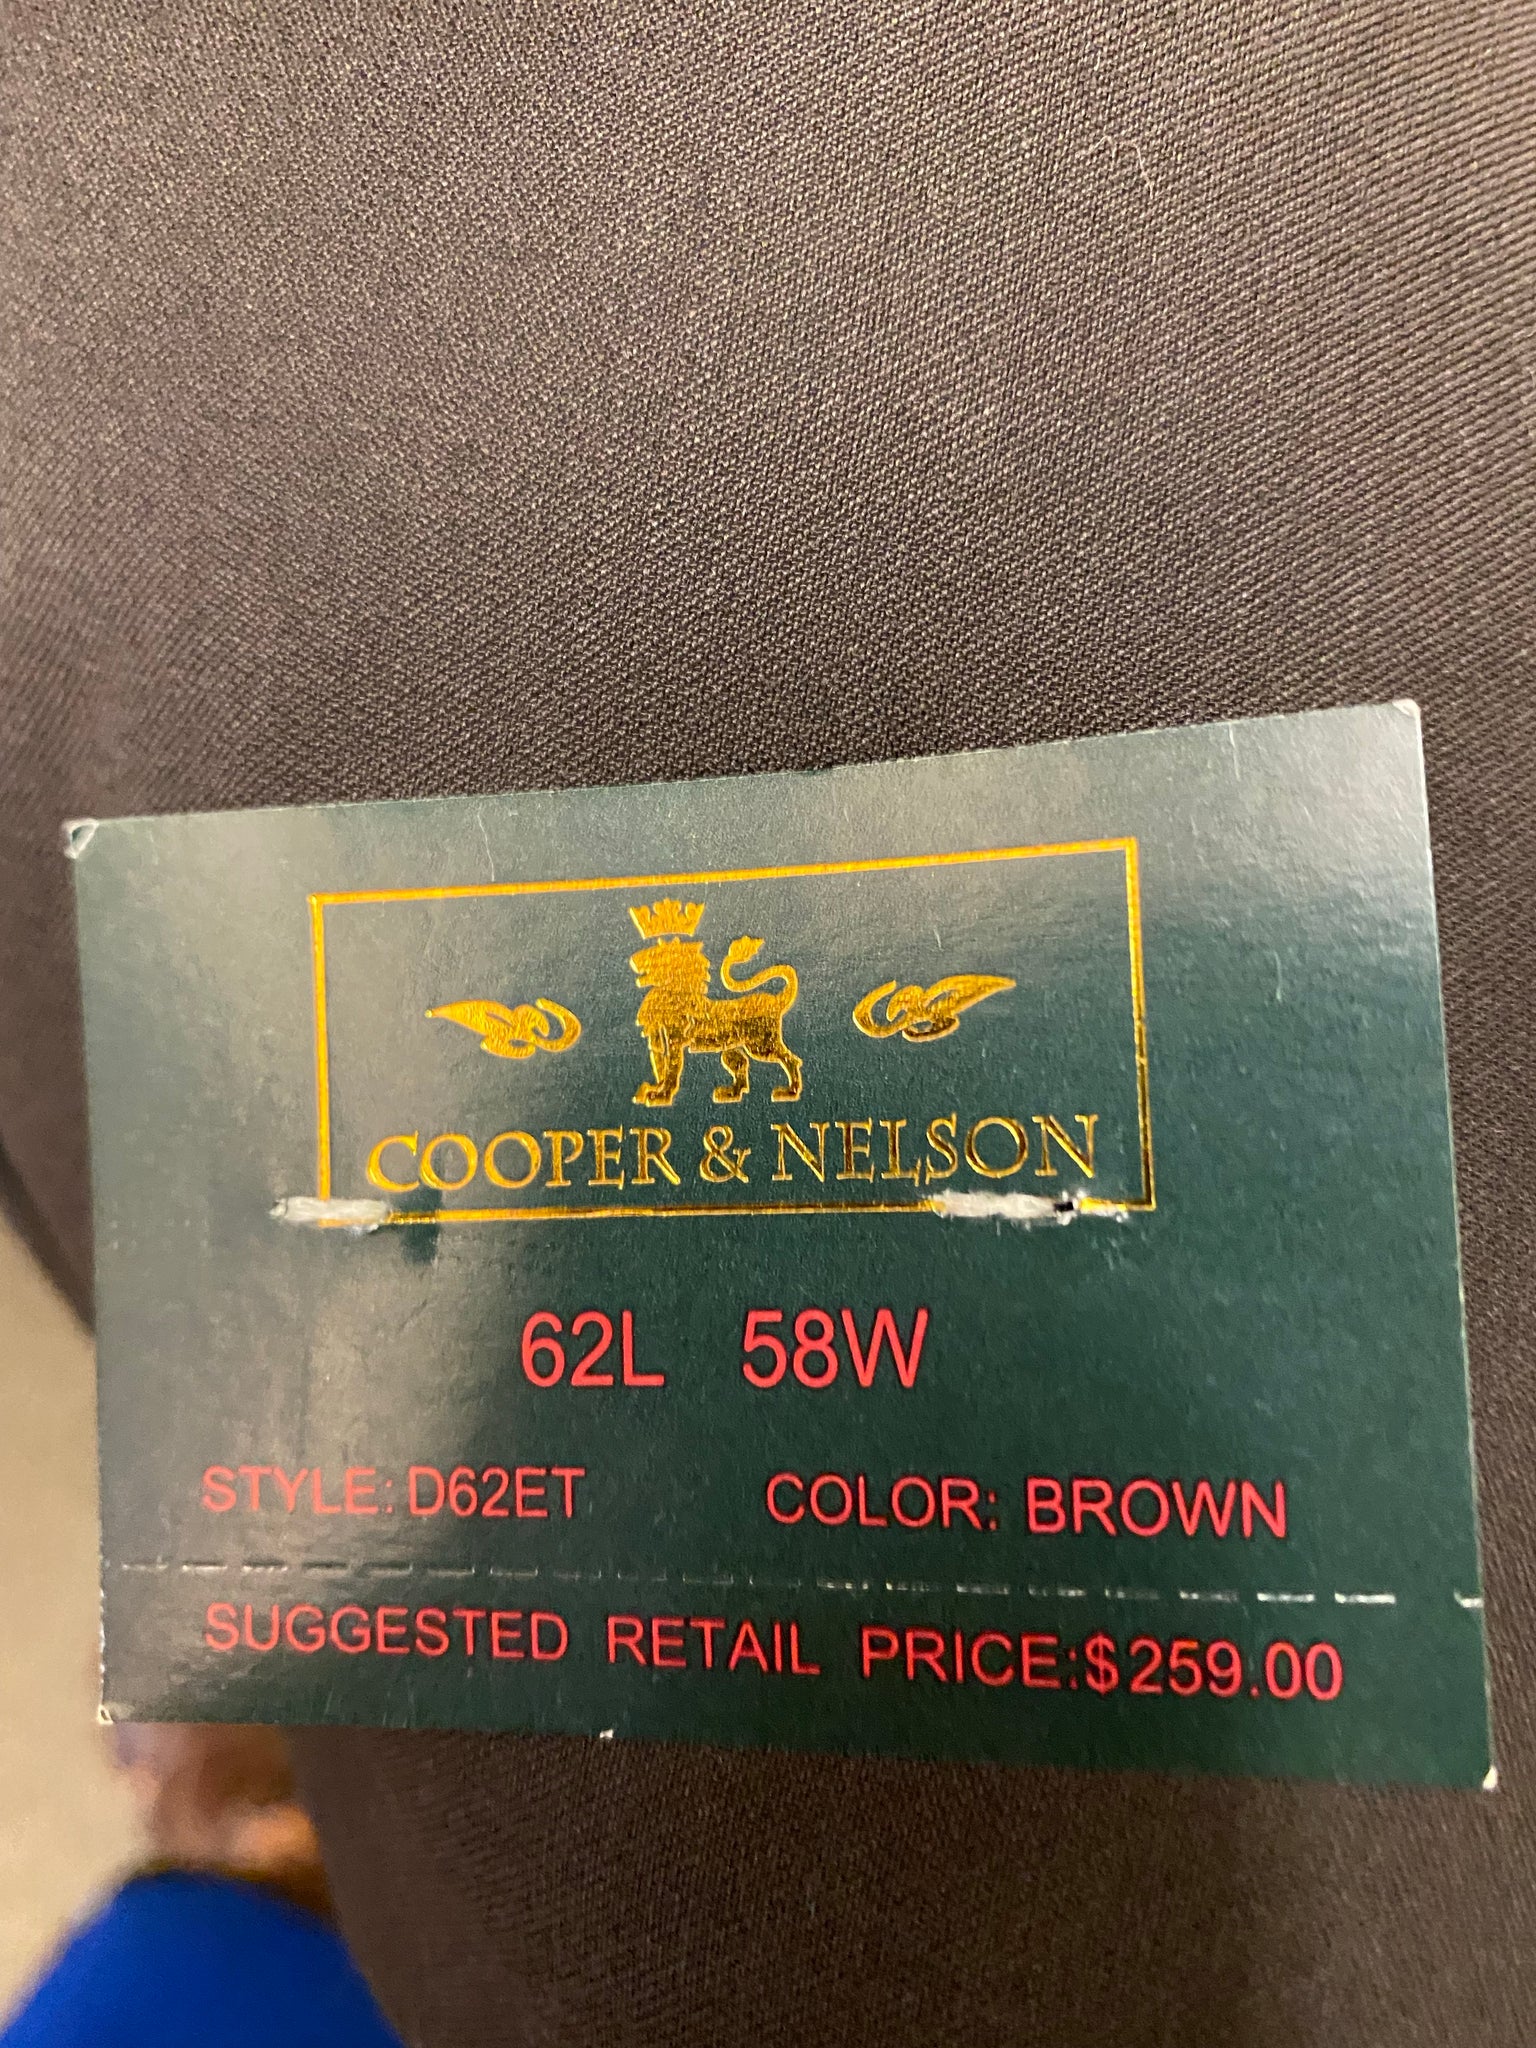 COOPER & NELSON
62L 58W
STYLE: D62ET COLOR: BROWN
SUGGESTED RETAIL PRICE:$259.00